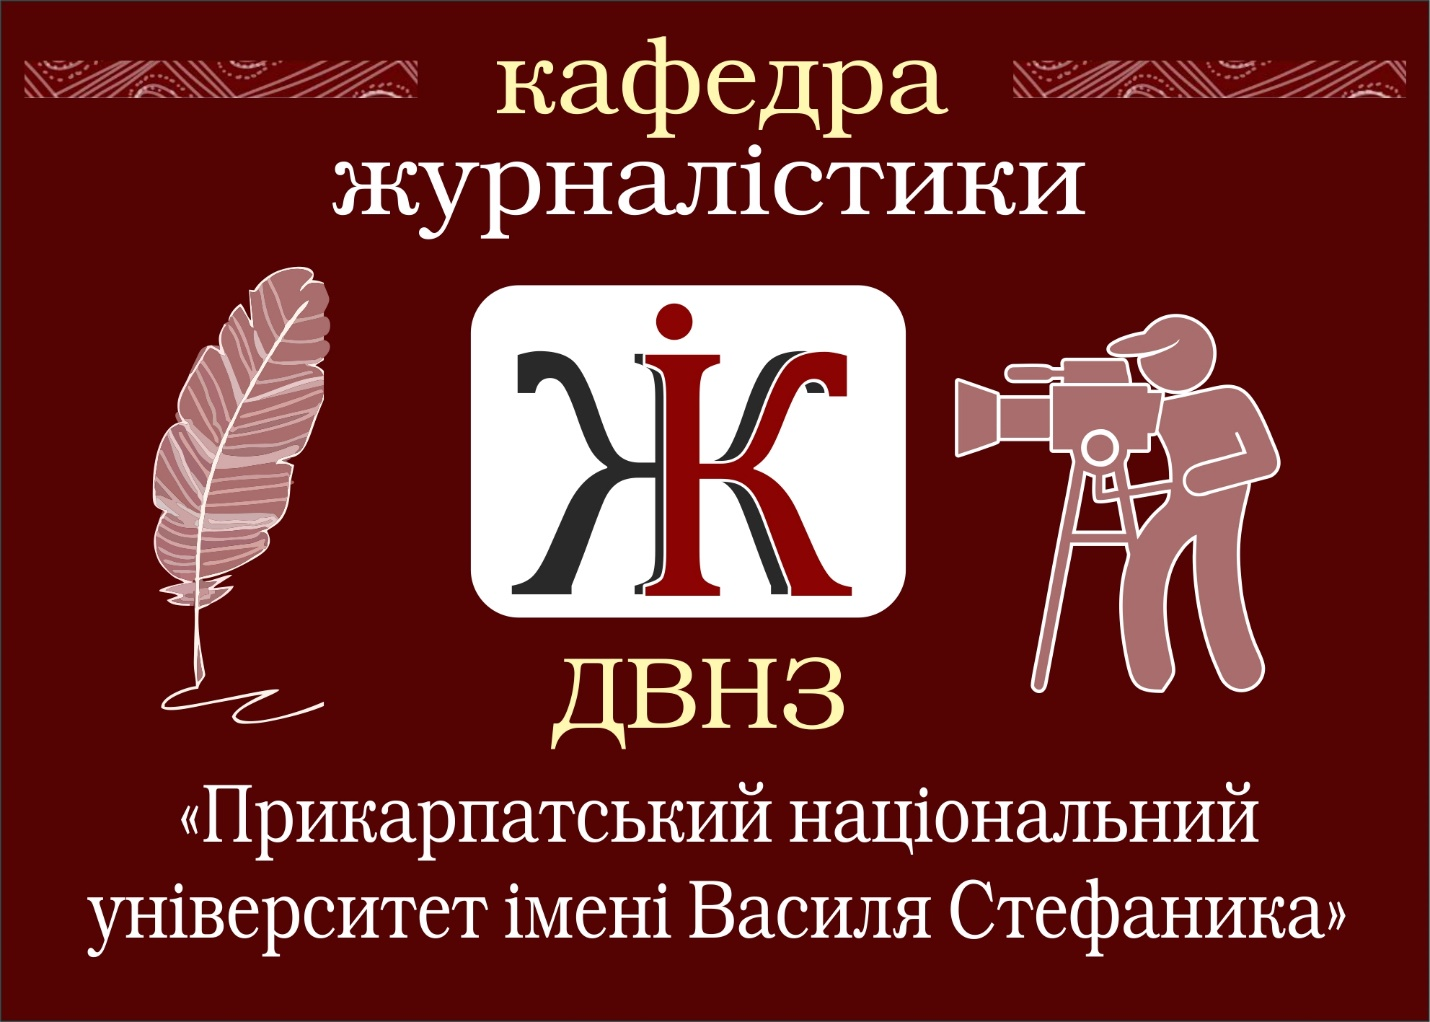 кафедра
журналістики
ЖК
ДВНЗ
«Прикарпатський національний
університет імені Василя Стефаника»